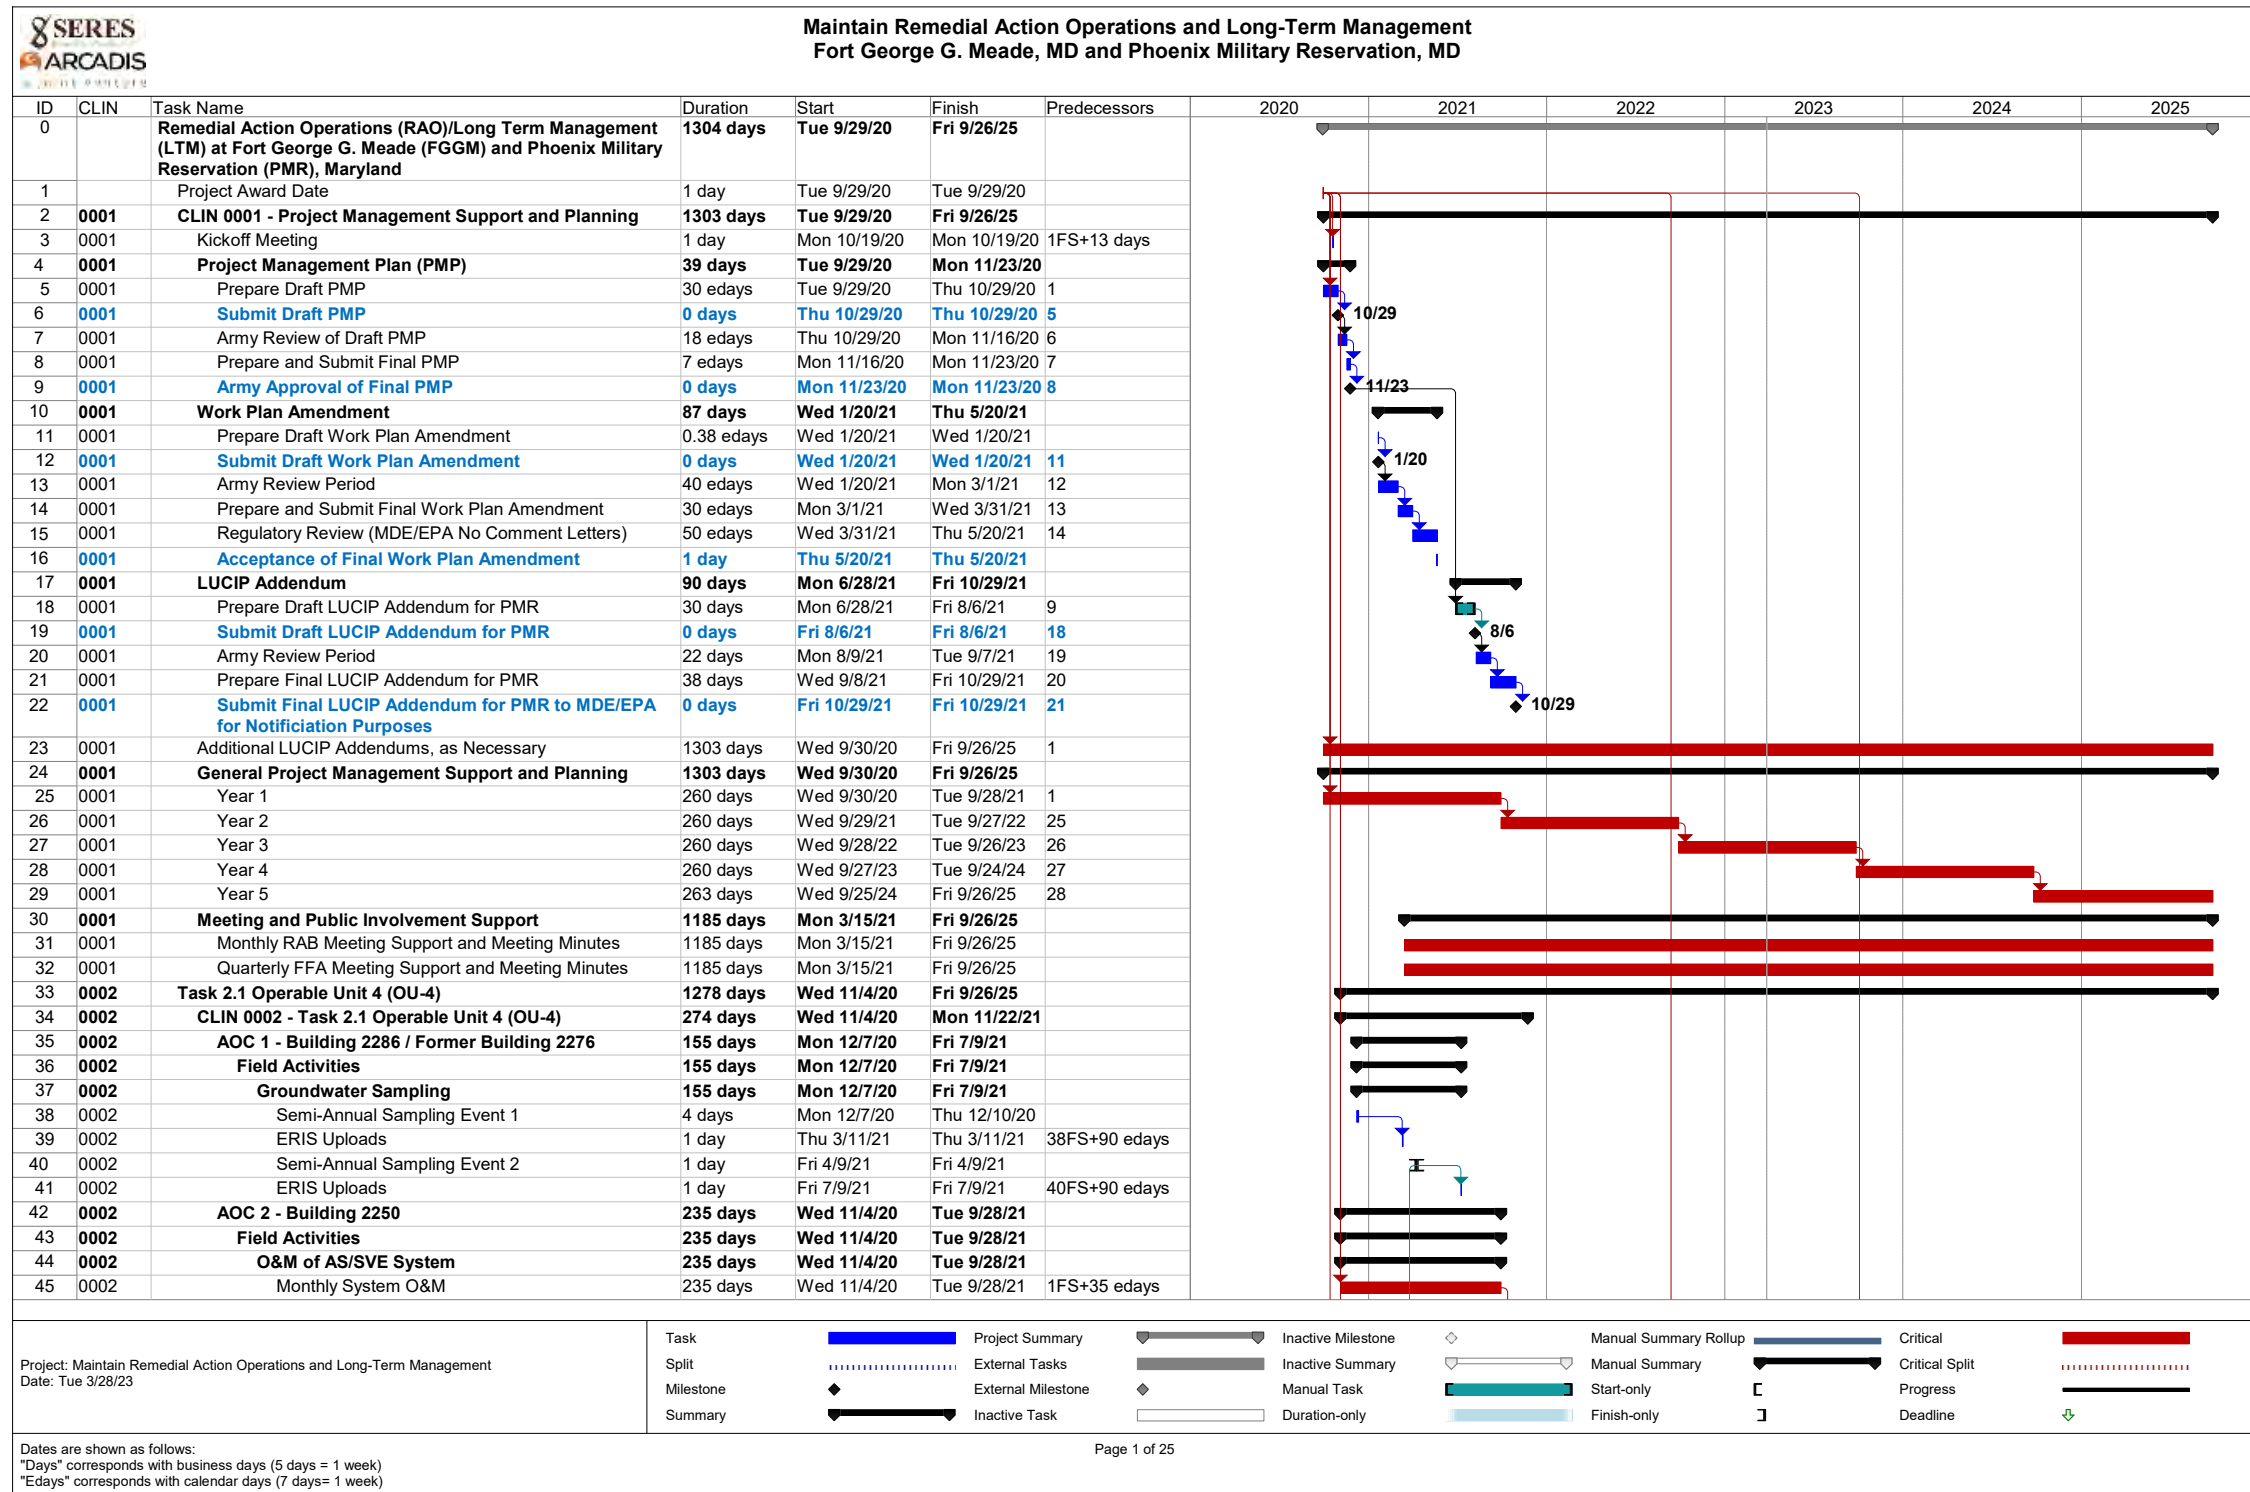 SERES
ARCADIS
Maintain Remedial Action Operations and Long-Term Management
Fort George G. Meade, MD and Phoenix Military Reservation, MD
ID CLIN Task Name Duration Start Finish Predecessors 2020 2021 2022 2023 2024 2025
0 Remedial Action Operations (RAO)/Long Term Management 1304 days Tue 9/29/20 Fri 9/26/25
(LTM) at Fort George G. Meade (FGGM) and Phoenix Military
Reservation (PMR), Maryland
1 Project Award Date 1 day Tue 9/29/20 Tue 9/29/20
2 0001 CLIN 0001 - Project Management Support and Planning 1303 days Tue 9/29/20 Fri 9/26/25
3 0001 Kickoff Meeting 1 day Mon 10/19/20 Mon 10/19/20 1FS+13 days
4 0001 Project Management Plan (PMP) 39 days Tue 9/29/20 Mon 11/23/20
5 0001 Prepare Draft PMP 30 edays Tue 9/29/20 Thu 10/29/20 1
6 0001 Submit Draft PMP 0 days Thu 10/29/20 Thu 10/29/20 5 10/29
7 0001 Army Review of Draft PMP 18 edays Thu 10/29/20 Mon 11/16/20 6
8 0001 Prepare and Submit Final PMP 7 edays Mon 11/16/20 Mon 11/23/20 7
9 0001 Army Approval of Final PMP 0 days Mon 11/23/20 Mon 11/23/20 8 11/23
10 0001 Work Plan Amendment 87 days Wed 1/20/21 Thu 5/20/21
11 0001 Prepare Draft Work Plan Amendment 0.38 edays Wed 1/20/21 Wed 1/20/21
12 0001 Submit Draft Work Plan Amendment 0 days Wed 1/20/21 Wed 1/20/21 11 1/20
13 0001 Army Review Period 40 edays Wed 1/20/21 Mon 3/1/21 12
14 0001 Prepare and Submit Final Work Plan Amendment 30 edays Mon 3/1/21 Wed 3/31/21 13
15 0001 Regulatory Review (MDE/EPA No Comment Letters) 50 edays Wed 3/31/21 Thu 5/20/21 14
16 0001 Acceptance of Final Work Plan Amendment 1 day Thu 5/20/21 Thu 5/20/21
17 0001 LUCIP Addendum 90 days Mon 6/28/21 Fri 10/29/21
18 0001 Prepare Draft LUCIP Addendum for PMR 30 days Mon 6/28/21 Fri 8/6/21 9
19 0001 Submit Draft LUCIP Addendum for PMR 0 days Fri 8/6/21 Fri 8/6/21 18 8/6
20 0001 Army Review Period 22 days Mon 8/9/21 Tue 9/7/21 19
21 0001 Prepare Final LUCIP Addendum for PMR 38 days Wed 9/8/21 Fri 10/29/21 20
22 0001 Submit Final LUCIP Addendum for PMR to MDE/EPA 0 days Fri 10/29/21 Fri 10/29/21 21 10/29
for Notificiation Purposes
23 0001 Additional LUCIP Addendums, as Necessary 1303 days Wed 9/30/20 Fri 9/26/25 1
24 0001 General Project Management Support and Planning 1303 days Wed 9/30/20 Fri 9/26/25
25 0001 Year 1 260 days Wed 9/30/20 Tue 9/28/21 1
26 0001 Year 2 260 days Wed 9/29/21 Tue 9/27/22 25
27 0001 Year 3 260 days Wed 9/28/22 Tue 9/26/23 26
28 0001 Year 4 260 days Wed 9/27/23 Tue 9/24/24 27
29 0001 Year 5 263 days Wed 9/25/24 Fri 9/26/25 28
30 0001 Meeting and Public Involvement Support 1185 days Mon 3/15/21 Fri 9/26/25
31 0001 Monthly RAB Meeting Support and Meeting Minutes 1185 days Mon 3/15/21 Fri 9/26/25
32 0001 Quarterly FFA Meeting Support and Meeting Minutes 1185 days Mon 3/15/21 Fri 9/26/25
33 0002 Task 2.1 Operable Unit 4 (OU-4) 1278 days Wed 11/4/20 Fri 9/26/25
34 0002 CLIN 0002 - Task 2.1 Operable Unit 4 (OU-4) 274 days Wed 11/4/20 Mon 11/22/21
35 0002 AOC 1 - Building 2286 / Former Building 2276 155 days Mon 12/7/20 Fri 7/9/21
36 0002 Field Activities 155 days Mon 12/7/20 Fri 7/9/21
37 0002 Groundwater Sampling 155 days Mon 12/7/20 Fri 7/9/21
38 0002 Semi-Annual Sampling Event 1 4 days Mon 12/7/20 Thu 12/10/20
39 0002 ERIS Uploads 1 day Thu 3/11/21 Thu 3/11/21 38FS+90 edays
40 0002 Semi-Annual Sampling Event 2 1 day Fri 4/9/21 Fri 4/9/21
41 0002 ERIS Uploads 1 day Fri 7/9/21 Fri 7/9/21 40FS+90 edays
42 0002 AOC 2 - Building 2250 235 days Wed 11/4/20 Tue 9/28/21
43 0002 Field Activities 235 days Wed 11/4/20 Tue 9/28/21
44 0002 O&M of AS/SVE System 235 days Wed 11/4/20 Tue 9/28/21
45 0002 Monthly System O&M 235 days Wed 11/4/20 Tue 9/28/21 1FS+35 edays
Project: Maintain Remedial Action Operations and Long-Term Management
Date: Tue 3/28/23
Task Project Summary Inactive Milestone Manual Summary Rollup Critical
Split External Tasks Inactive Summary Manual Summary Critical Split
Milestone External Milestone Manual Task Start-only Progress
Summary Inactive Task Duration-only Finish-only Deadline
Dates are shown as follows:
"Days" corresponds with business days (5 days = 1 week)
"Edays" corresponds with calendar days (7 days= 1 week)
Page 1 of 25